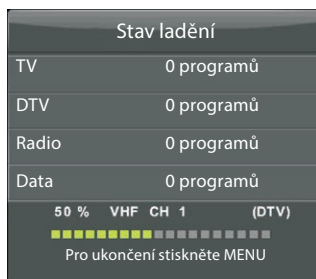 Stav ladění
TV 0 programů
DTV 0 programů
Radio 0 programů
Data 0 programů
50 % VHF CH 1 (DTV)
Pro ukončení stiskněte MENU